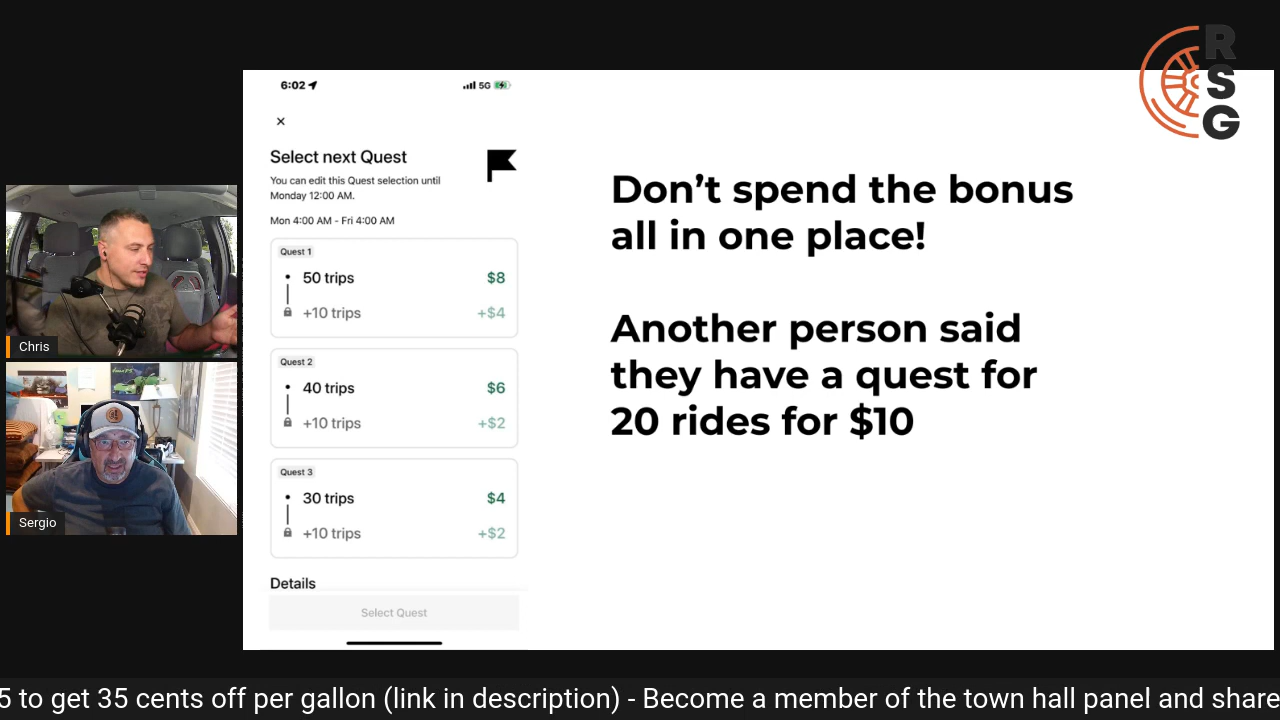 RSG
6:02
5G
Select next Quest
You can edit this Quest selection until
Monday 12:00 AM.
Mon 4:00 AM - Fri 4:00 AM
Quest 1
50 trips $8
+10 trips +$4
Quest 2
40 trips $6
+10 trips +$2
Quest 3
30 trips $4
+10 trips +$2
Details
Select Quest
Don’t spend the bonus
all in one place!
Another person said
they have a quest for
20 rides for $10
Chris
Sergio
5 to get 35 cents off per gallon (link in description) - Become a member of the town hall panel and share